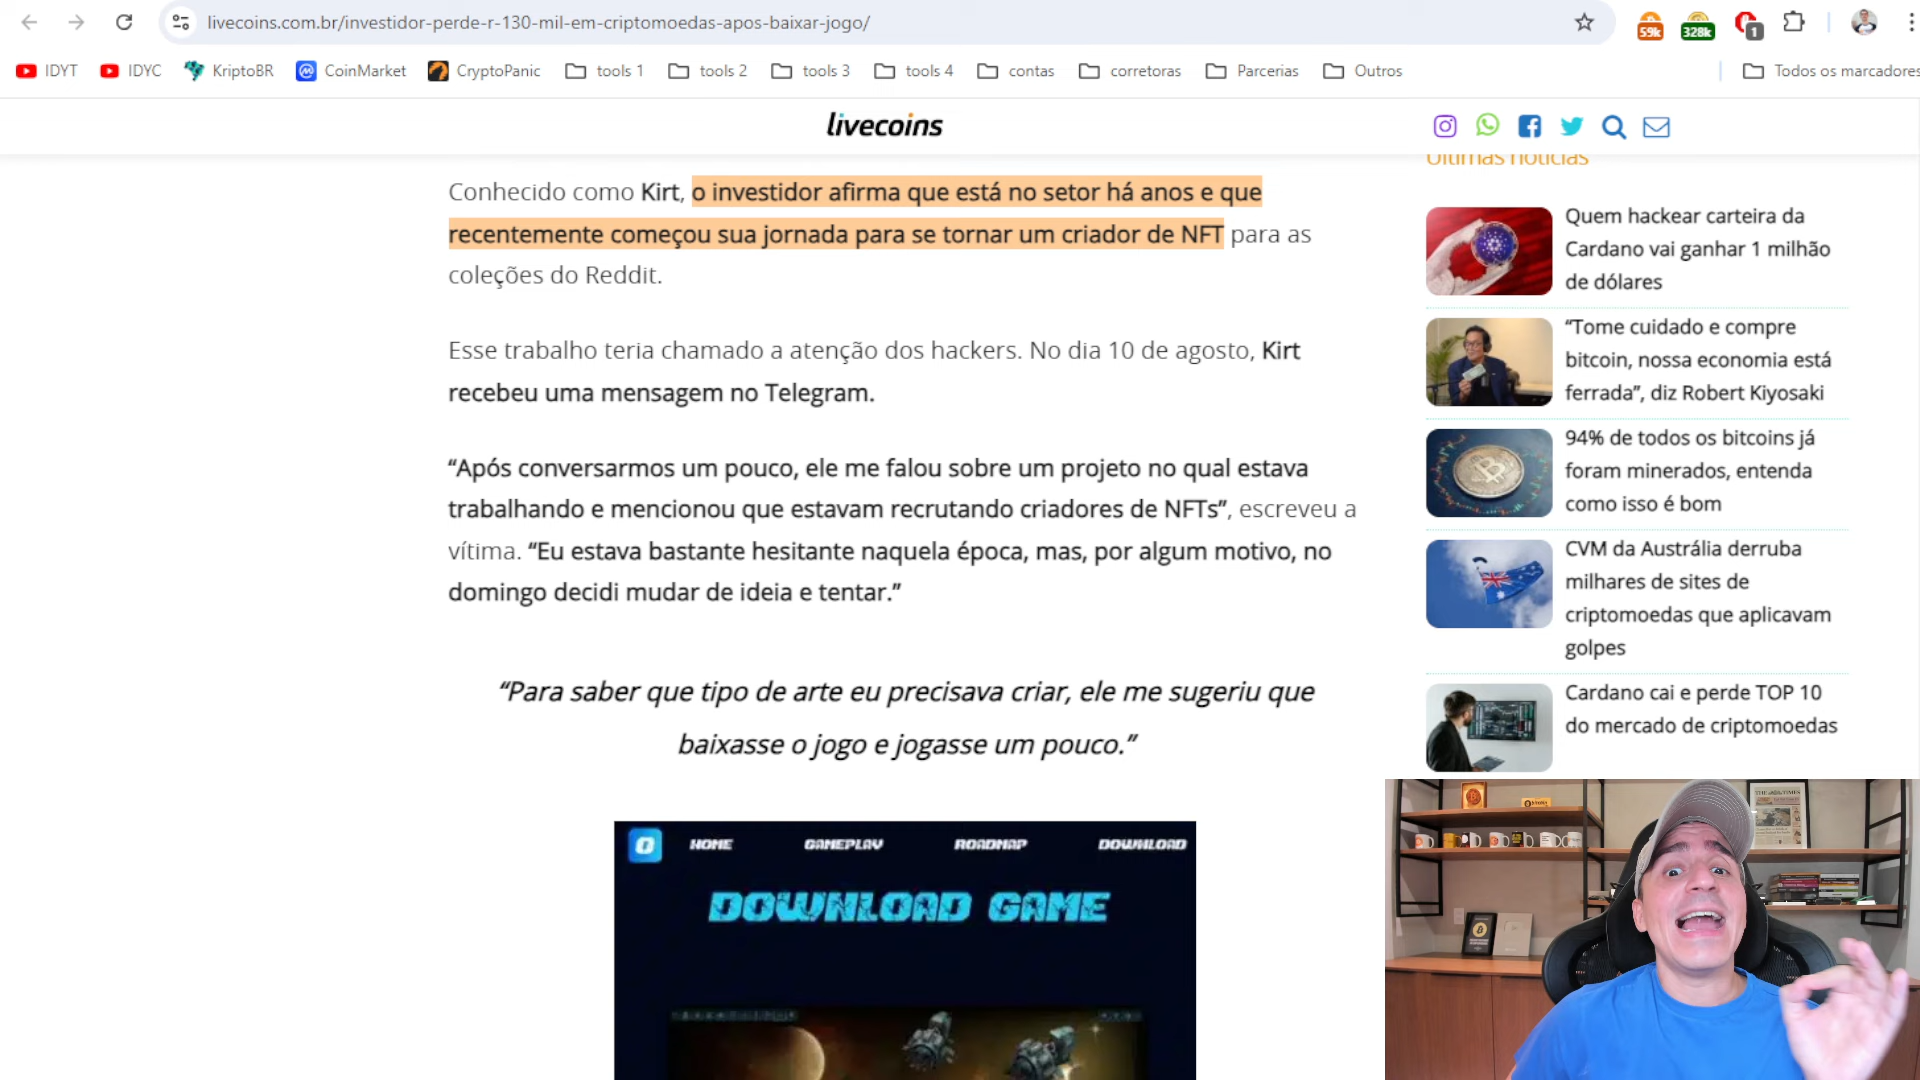 livecoins.com.br/investidor-perde-r-130-mil-em-criptomoedas-apos-baixar-jogo/
59k
328k
1
IDYT
IDYC
KriptoBR
CoinMarket
CryptoPanic
tools 1
tools 2
tools 3
tools 4
contas
corretoras
Parcerias
Outros
Todos os marcadores
livecoins
Últimas notícias
Conhecido como Kirt, o investidor afirma que está no setor há anos e que
recentemente começou sua jornada para se tornar um criador de NFT para as
coleções do Reddit.
Esse trabalho teria chamado a atenção dos hackers. No dia 10 de agosto, Kirt
recebeu uma mensagem no Telegram.
“Após conversarmos um pouco, ele me falou sobre um projeto no qual estava
trabalhando e mencionou que estavam recrutando criadores de NFTs”, escreveu a
vítima. “Eu estava bastante hesitante naquela época, mas, por algum motivo, no
domingo decidi mudar de ideia e tentar.”
“Para saber que tipo de arte eu precisava criar, ele me sugeriu que
baixasse o jogo e jogasse um pouco.”
HOME
GAMEPLAY
ROADMAP
DOWNLOAD
DOWNLOAD GAME
Quem hackear carteira da
Cardano vai ganhar 1 milhão
de dólares
“Tome cuidado e compre
bitcoin, nossa economia está
ferrada”, diz Robert Kiyosaki
94% de todos os bitcoins já
foram minerados, entenda
como isso é bom
CVM da Austrália derruba
milhares de sites de
criptomoedas que aplicavam
golpes
Cardano cai e perde TOP 10
do mercado de criptomoedas
bitcoin